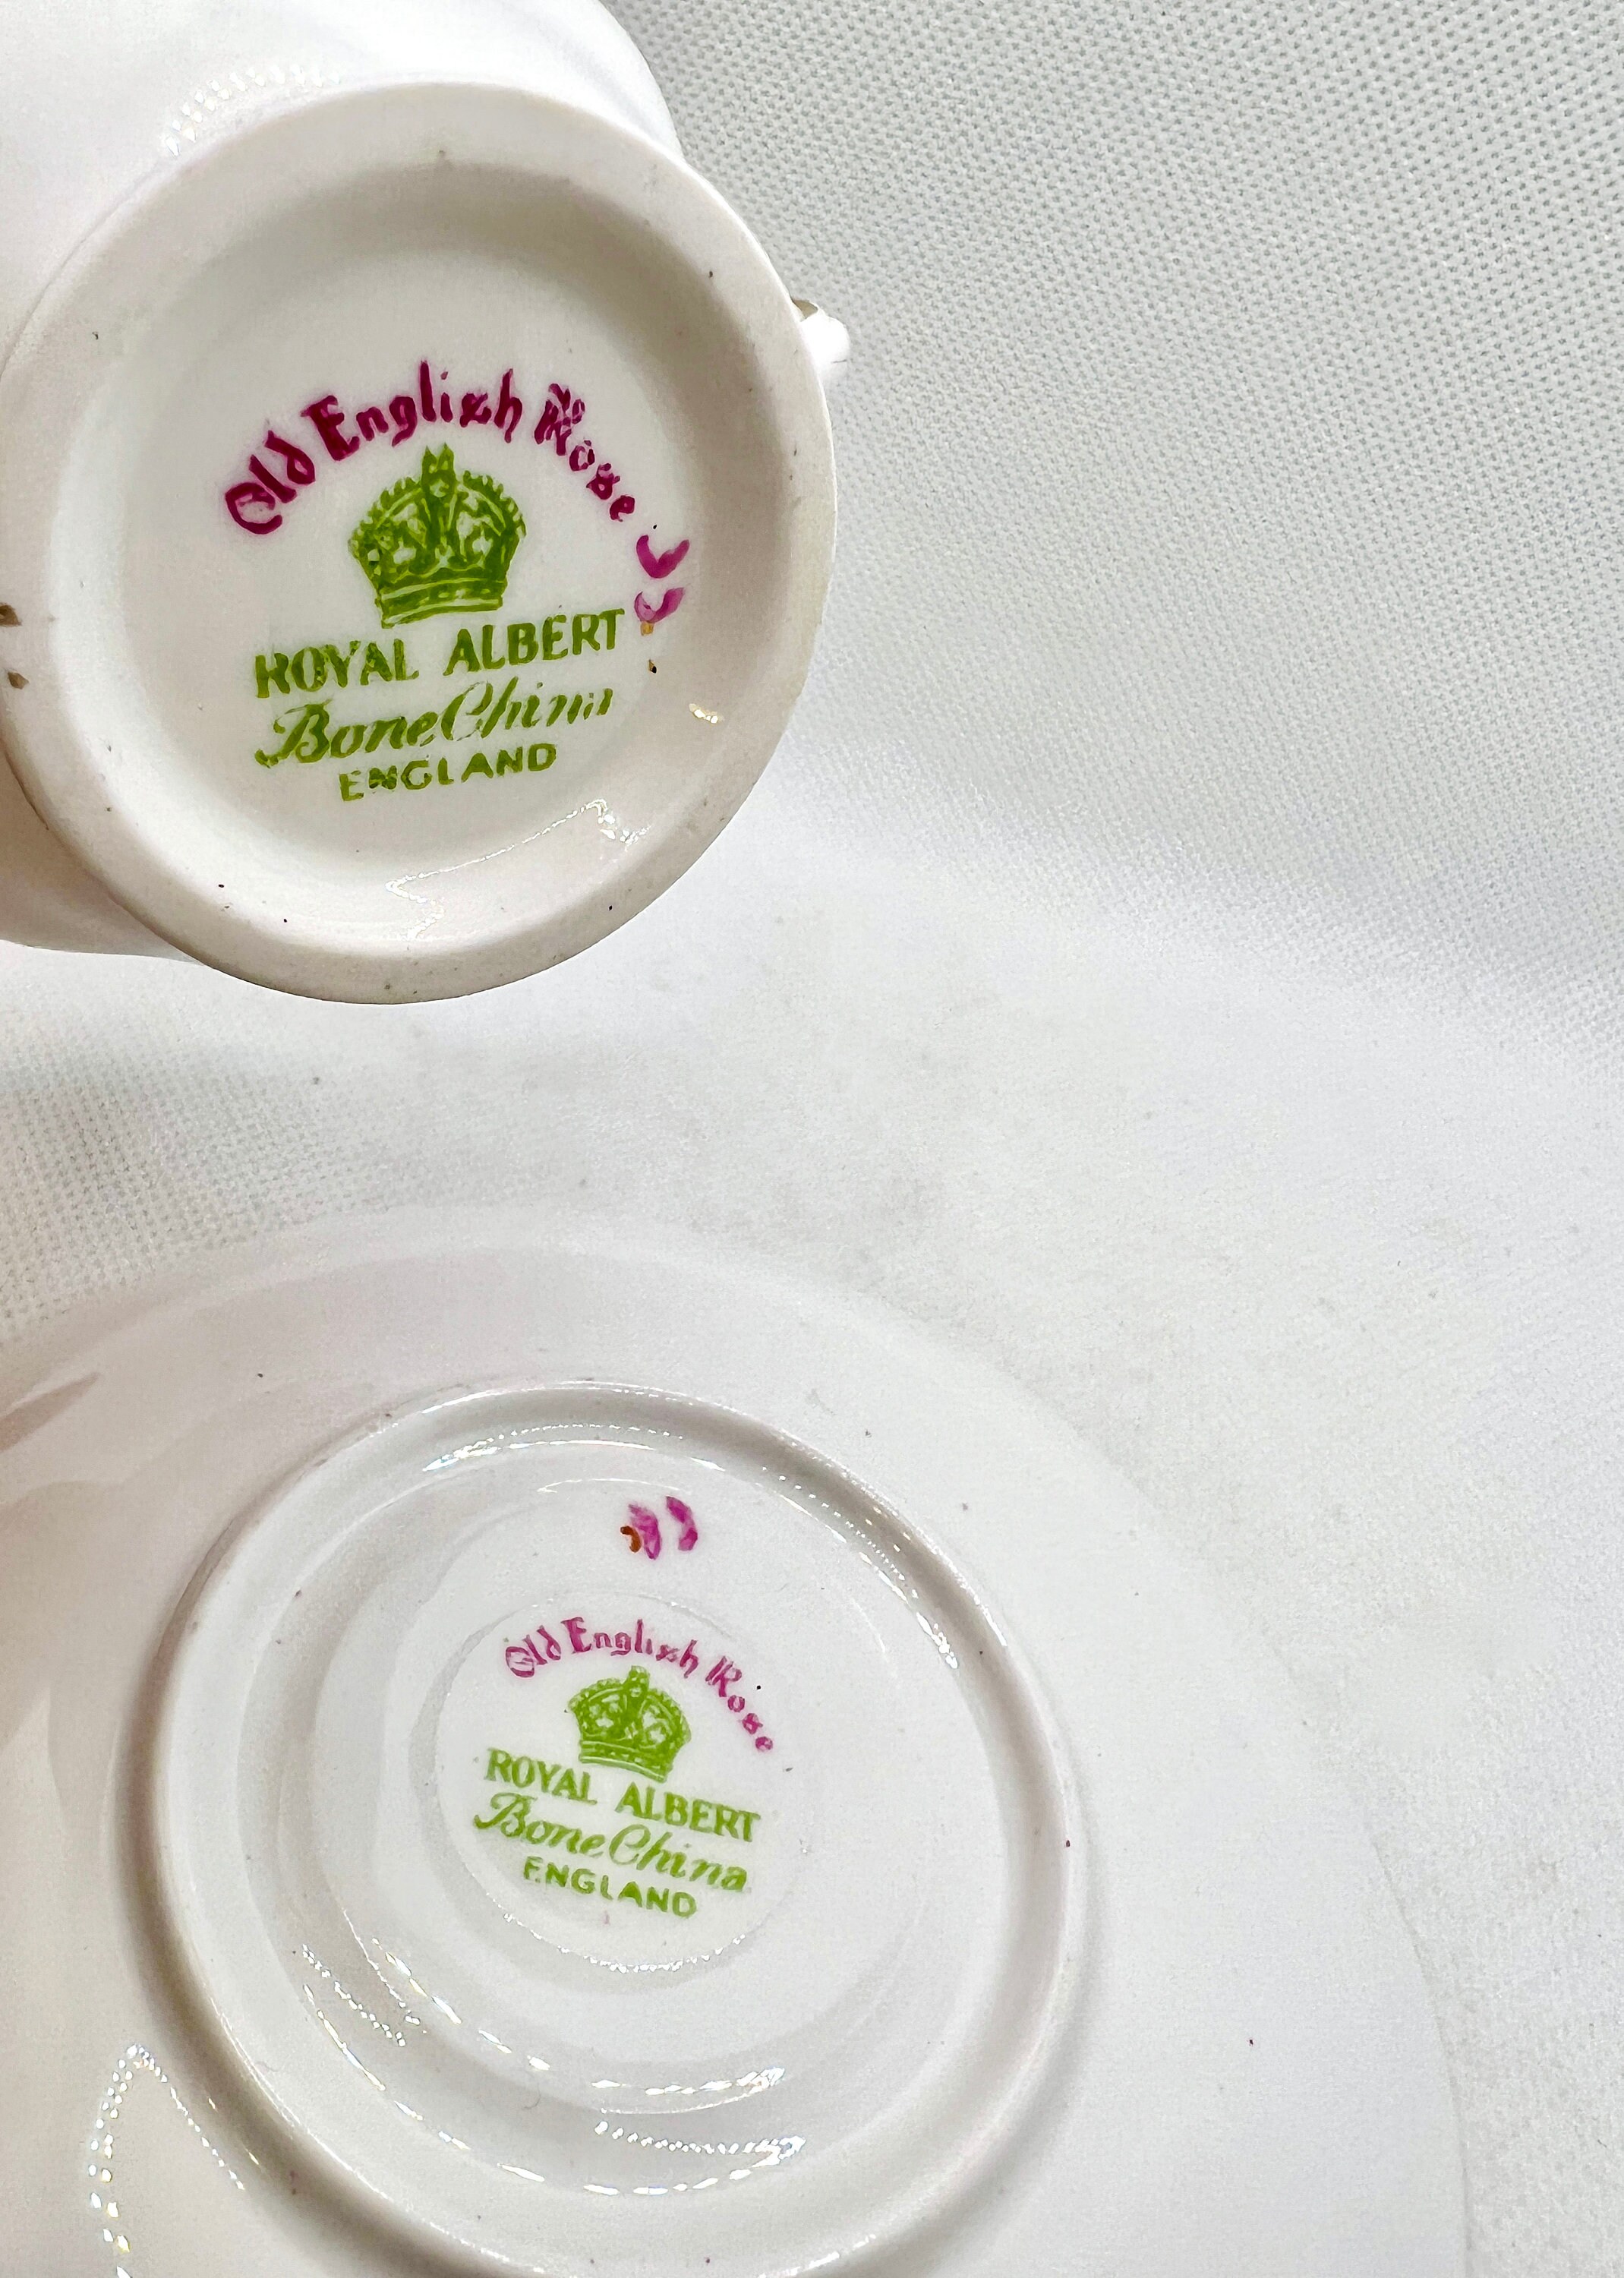 Old English Rose
ROYAL ALBERT
Bone China
ENGLAND
Old English Rose
ROYAL ALBERT
Bone China
ENGLAND